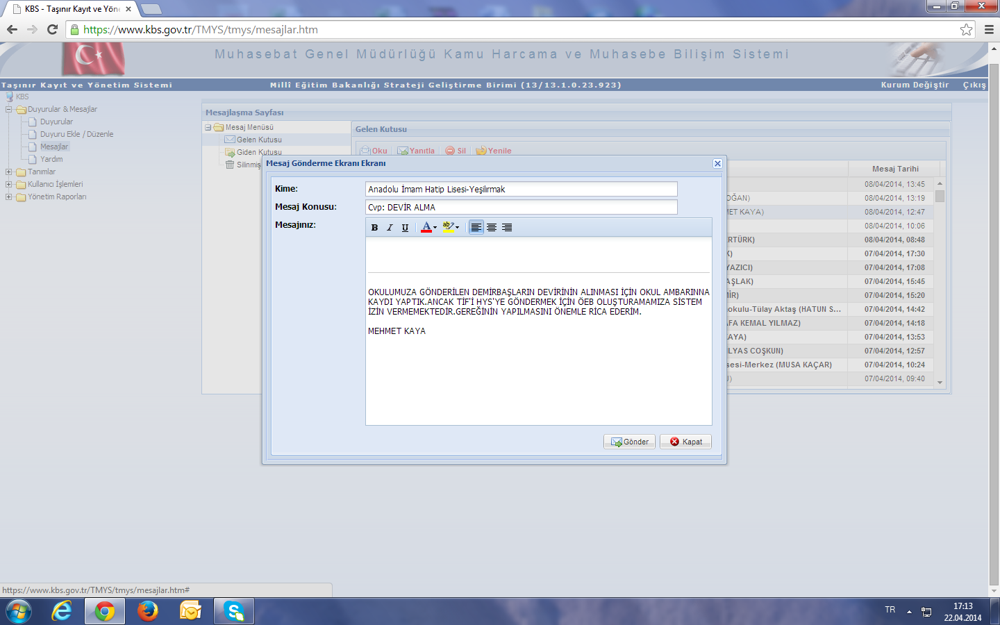 KBS - Taşınır Kayıt ve Yön
https://www.kbs.gov.tr/TMYS/tmys/mesajlar.htm
Muhasebat Genel Müdürlüğü Kamu Harcama ve Muhasebe Bilişim Sistemi
Taşınır Kayıt ve Yönetim Sistemi
Millî Eğitim Bakanlığı Strateji Geliştirme Birimi (13/13.1.0.23.923)
Kurum Değiştir
Çıkış
KBS
Duyurular & Mesajlar
Duyurular
Duyuru Ekle / Düzenle
Mesajlar
Yardım
Tanımlar
Kullanıcı İşlemleri
Yönetim Raporları
Mesajlaşma Sayfası
Mesaj Menüsü
Gelen Kutusu
Giden Kutusu
Silinmiş
Gelen Kutusu
Oku
Yanıtla
Sil
Yenile
Mesaj Tarihi
08/04/2014, 13:45
OĞAN) 08/04/2014, 13:19
MET KAYA) 08/04/2014, 12:47
08/04/2014, 10:06
ERTÜRK) 08/04/2014, 08:48
K) 07/04/2014, 17:30
YAZICI) 07/04/2014, 17:08
AŞLAK) 07/04/2014, 15:45
MİR) 07/04/2014, 15:20
nokulu-Tülay Aktaş (HATUN S... 07/04/2014, 14:42
AFA KEMAL YILMAZ) 07/04/2014, 14:18
KAYA) 07/04/2014, 13:53
İLYAS COŞKUN) 07/04/2014, 12:57
sesi-Merkez (MUSA KAÇAR) 07/04/2014, 10:24
07/04/2014, 09:40
Mesaj Gönderme Ekranı Ekranı
Kime:
Anadolu İmam Hatip Lisesi-Yeşilırmak
Mesaj Konusu:
Cvp: DEVİR ALMA
Mesajınız:
B I U A ab
OKULUMUZA GÖNDERİLEN DEMİRBAŞLARIN DEVİRİNİN ALINMASI İÇİN OKUL AMBARINNA
KAYDI YAPTIK.ANCAK TİF'İ HYS'YE GÖNDERMEK İÇİN ÖEB OLUŞTURAMAMIZA SİSTEM
İZİN VERMEMEKTEDİR.GEREĞİNİN YAPILMASINI ÖNEMLE RİCA EDERİM.
MEHMET KAYA
Gönder
Kapat
https://www.kbs.gov.tr/TMYS/tmys/mesajlar.htm#
TR
17:13
22.04.2014